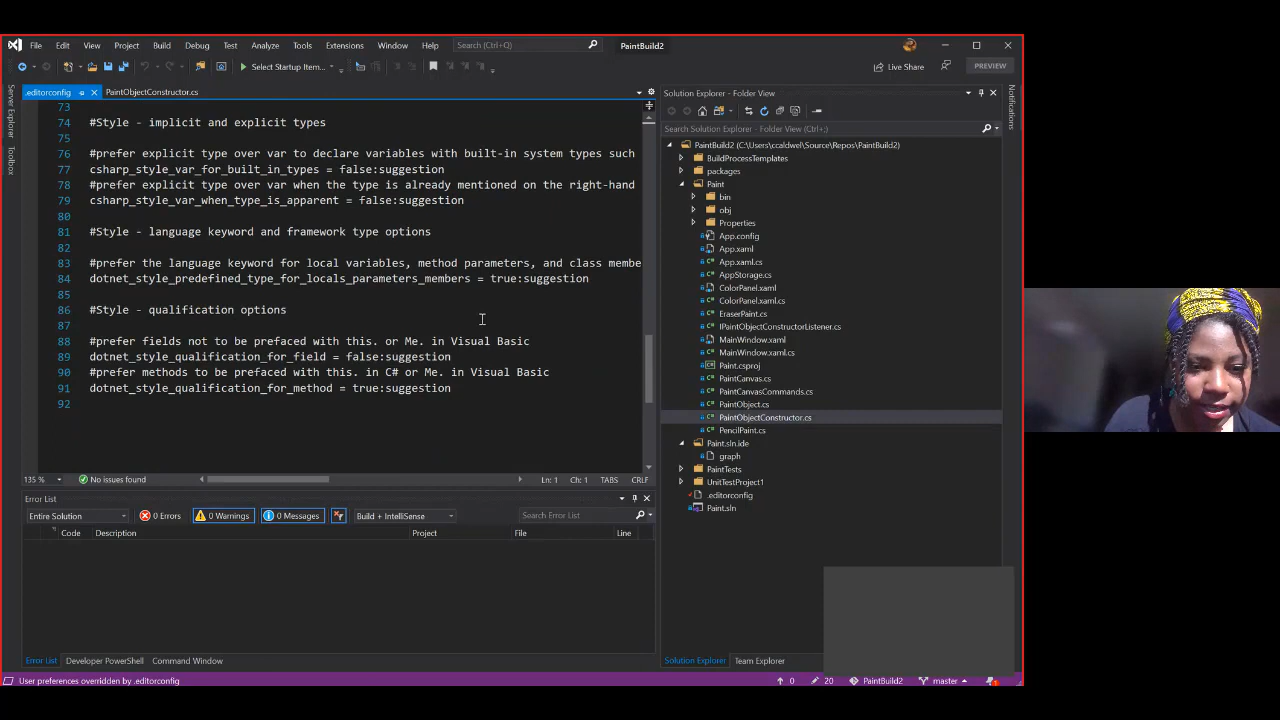 File Edit View Project Build Debug Test Analyze Tools Extensions Window Help Search (Ctrl+Q) PaintBuild2
Select Startup Item... Live Share PREVIEW
Server Explorer
Toolbox
.editorconfig PaintObjectConstructor.cs
73
74 #Style - implicit and explicit types
75
76 #prefer explicit type over var to declare variables with built-in system types such
77 csharp_style_var_for_built_in_types = false:suggestion
78 #prefer explicit type over var when the type is already mentioned on the right-hand
79 csharp_style_var_when_type_is_apparent = false:suggestion
80
81 #Style - language keyword and framework type options
82
83 #prefer the language keyword for local variables, method parameters, and class membe
84 dotnet_style_predefined_type_for_locals_parameters_members = true:suggestion
85
86 #Style - qualification options
87
88 #prefer fields not to be prefaced with this. or Me. in Visual Basic
89 dotnet_style_qualification_for_field = false:suggestion
90 #prefer methods to be prefaced with this. in C# or Me. in Visual Basic
91 dotnet_style_qualification_for_method = true:suggestion
92
135 % No issues found Ln: 1 Ch: 1 TABS CRLF
Error List
Entire Solution 0 Errors 0 Warnings 0 Messages Build + IntelliSense Search Error List
Code Description Project File Line
Error List Developer PowerShell Command Window
Solution Explorer - Folder View
Search Solution Explorer - Folder View (Ctrl+;)
PaintBuild2 (C:\Users\ccaldwel\Source\Repos\PaintBuild2)
BuildProcessTemplates
packages
Paint
bin
obj
Properties
App.config
App.xaml
App.xaml.cs
AppStorage.cs
ColorPanel.xaml
ColorPanel.xaml.cs
EraserPaint.cs
IPaintObjectConstructorListener.cs
MainWindow.xaml
MainWindow.xaml.cs
Paint.csproj
PaintCanvas.cs
PaintCanvasCommands.cs
PaintObject.cs
PaintObjectConstructor.cs
PencilPaint.cs
Paint.sln.ide
graph
PaintTests
UnitTestProject1
.editorconfig
Paint.sln
Solution Explorer Team Explorer
Notifications
User preferences overridden by .editorconfig 0 20 PaintBuild2 master